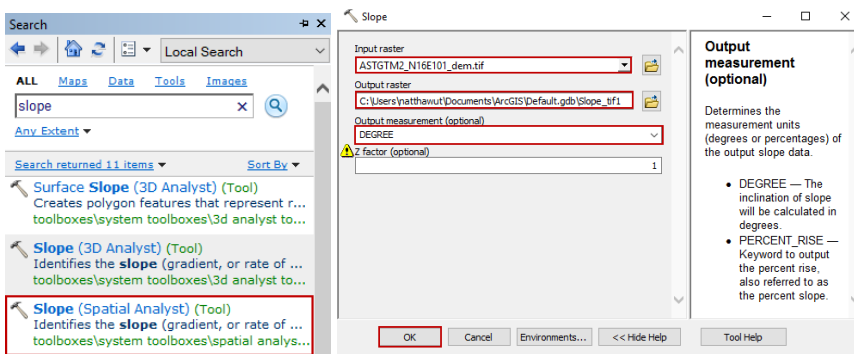 Search
Local Search
ALL Maps Data Tools Images
slope
Any Extent
Search returned 11 items Sort By
Surface Slope (3D Analyst) (Tool)
Creates polygon features that represent r...
toolboxes\system toolboxes\3d analyst to...
Slope (3D Analyst) (Tool)
Identifies the slope (gradient, or rate of ...
toolboxes\system toolboxes\3d analyst to...
Slope (Spatial Analyst) (Tool)
Identifies the slope (gradient, or rate of ...
toolboxes\system toolboxes\spatial analys...
Slope
Input raster
ASTGTM2_N16E101_dem.tif
Output raster
C:\Users\natthawut\Documents\ArcGIS\Default.gdb\Slope_tif1
Output measurement (optional)
DEGREE
Z factor (optional)
1
OK Cancel Environments... << Hide Help Tool Help
Output
measurement
(optional)
Determines the
measurement units
(degrees or percentages) of
the output slope data.
• DEGREE — The
inclination of slope
will be calculated in
degrees.
• PERCENT_RISE —
Keyword to output
the percent rise,
also referred to as
the percent slope.